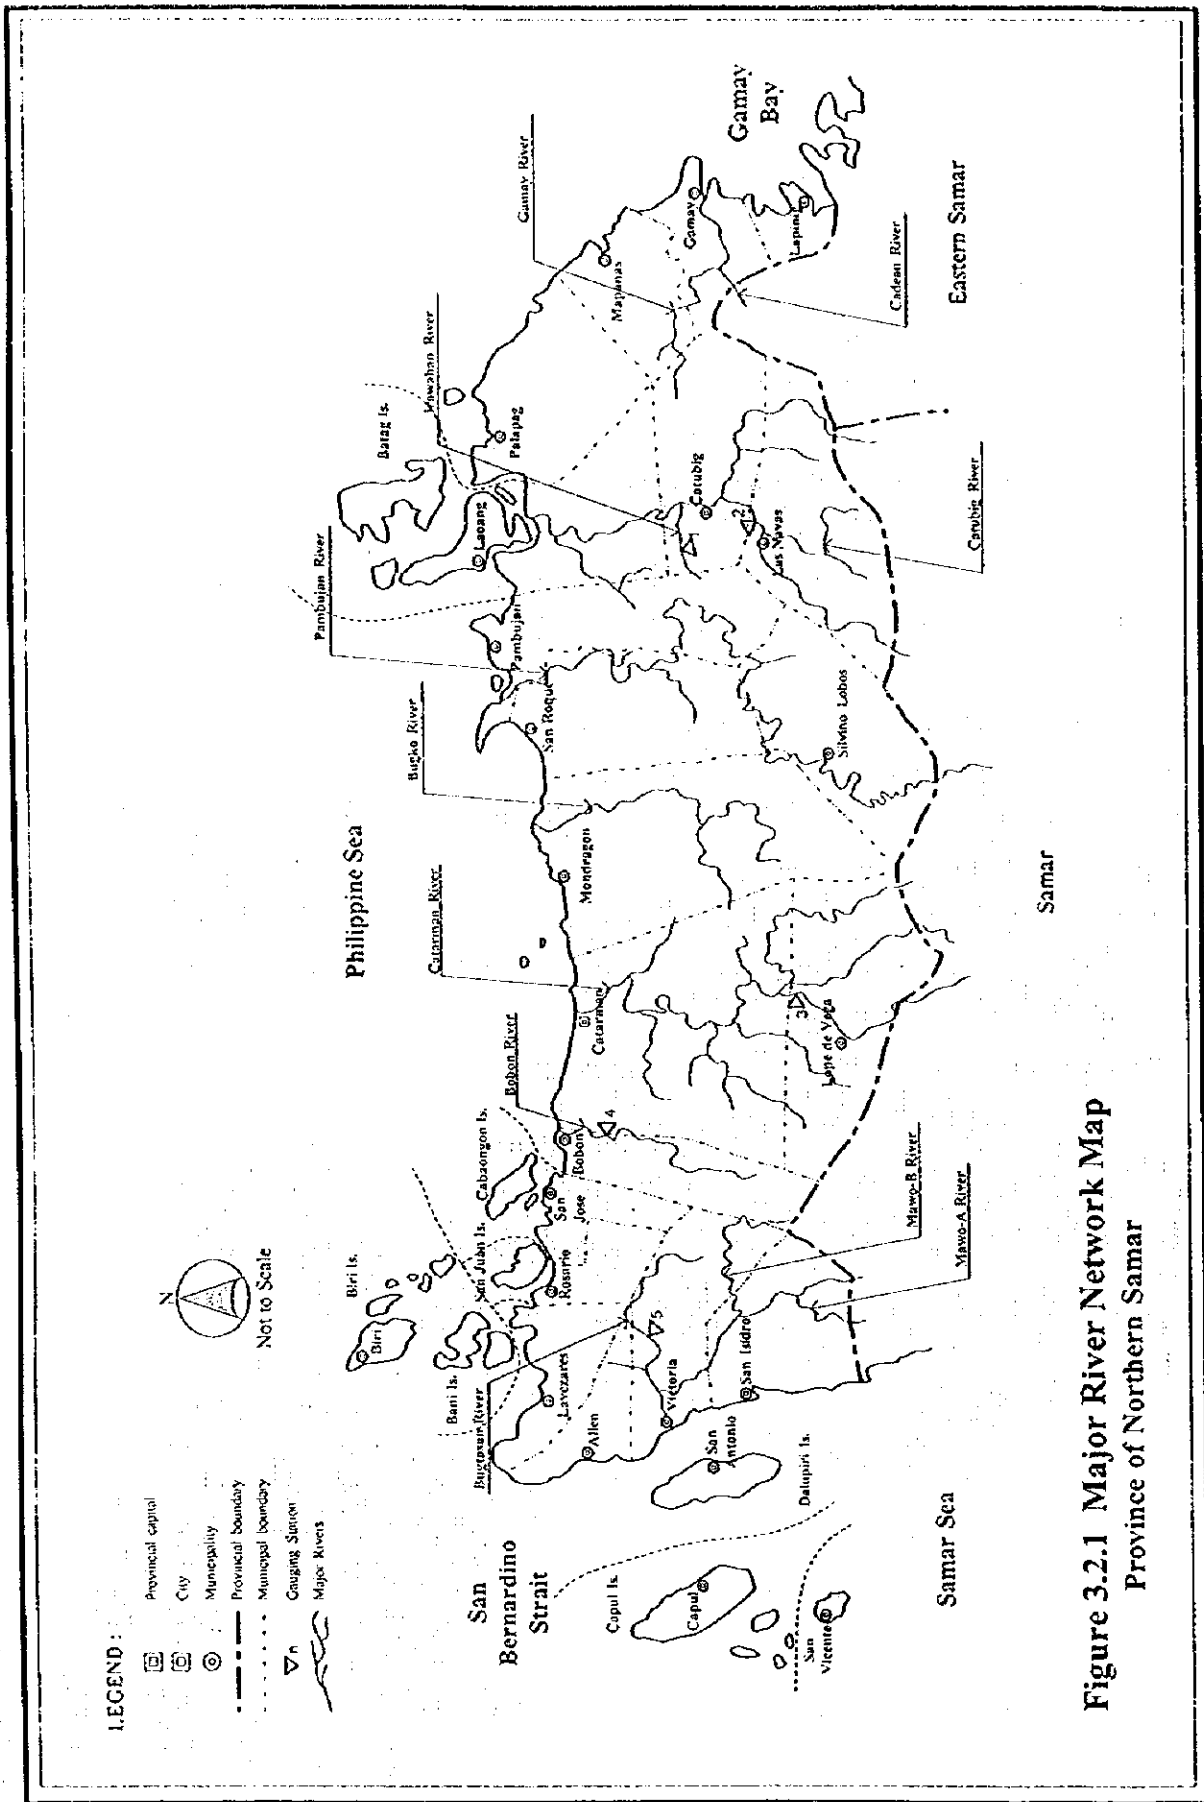 LEGEND :
Provincial capital
City
Municipality
Provincial boundary
Municipal boundary
Gauging Station
n
Major Rivers
N
Not to Scale
Philippine Sea
San
Bernardino
Strait
Samar Sea
Samar
Eastern Samar
Gamay
Bay
Biri Is.
Biri
Bani Is.
San Juan Is.
Cabaongon Is.
Batag Is.
Capul Is.
Capul
Dalupiri Is.
San
Antonio
San
Vicente
Bobon River
Catarman River
Bugko River
Pambujan River
Gamay River
Cadean River
Catubig River
Mawo-B River
Mawo-A River
Lavezares
Allen
Victoria
San Isidro
Rosario
San
Jose
Bobon
Catarman
Mondragon
San Roque
Pambujan
Laoang
Palapag
Mapanas
Gamay
Lapinig
Catubig
Las Navas
Silvino Lobos
Lope de Vega
1
2
3
4
5
Figure 3.2.1 Major River Network Map
Province of Northern Samar